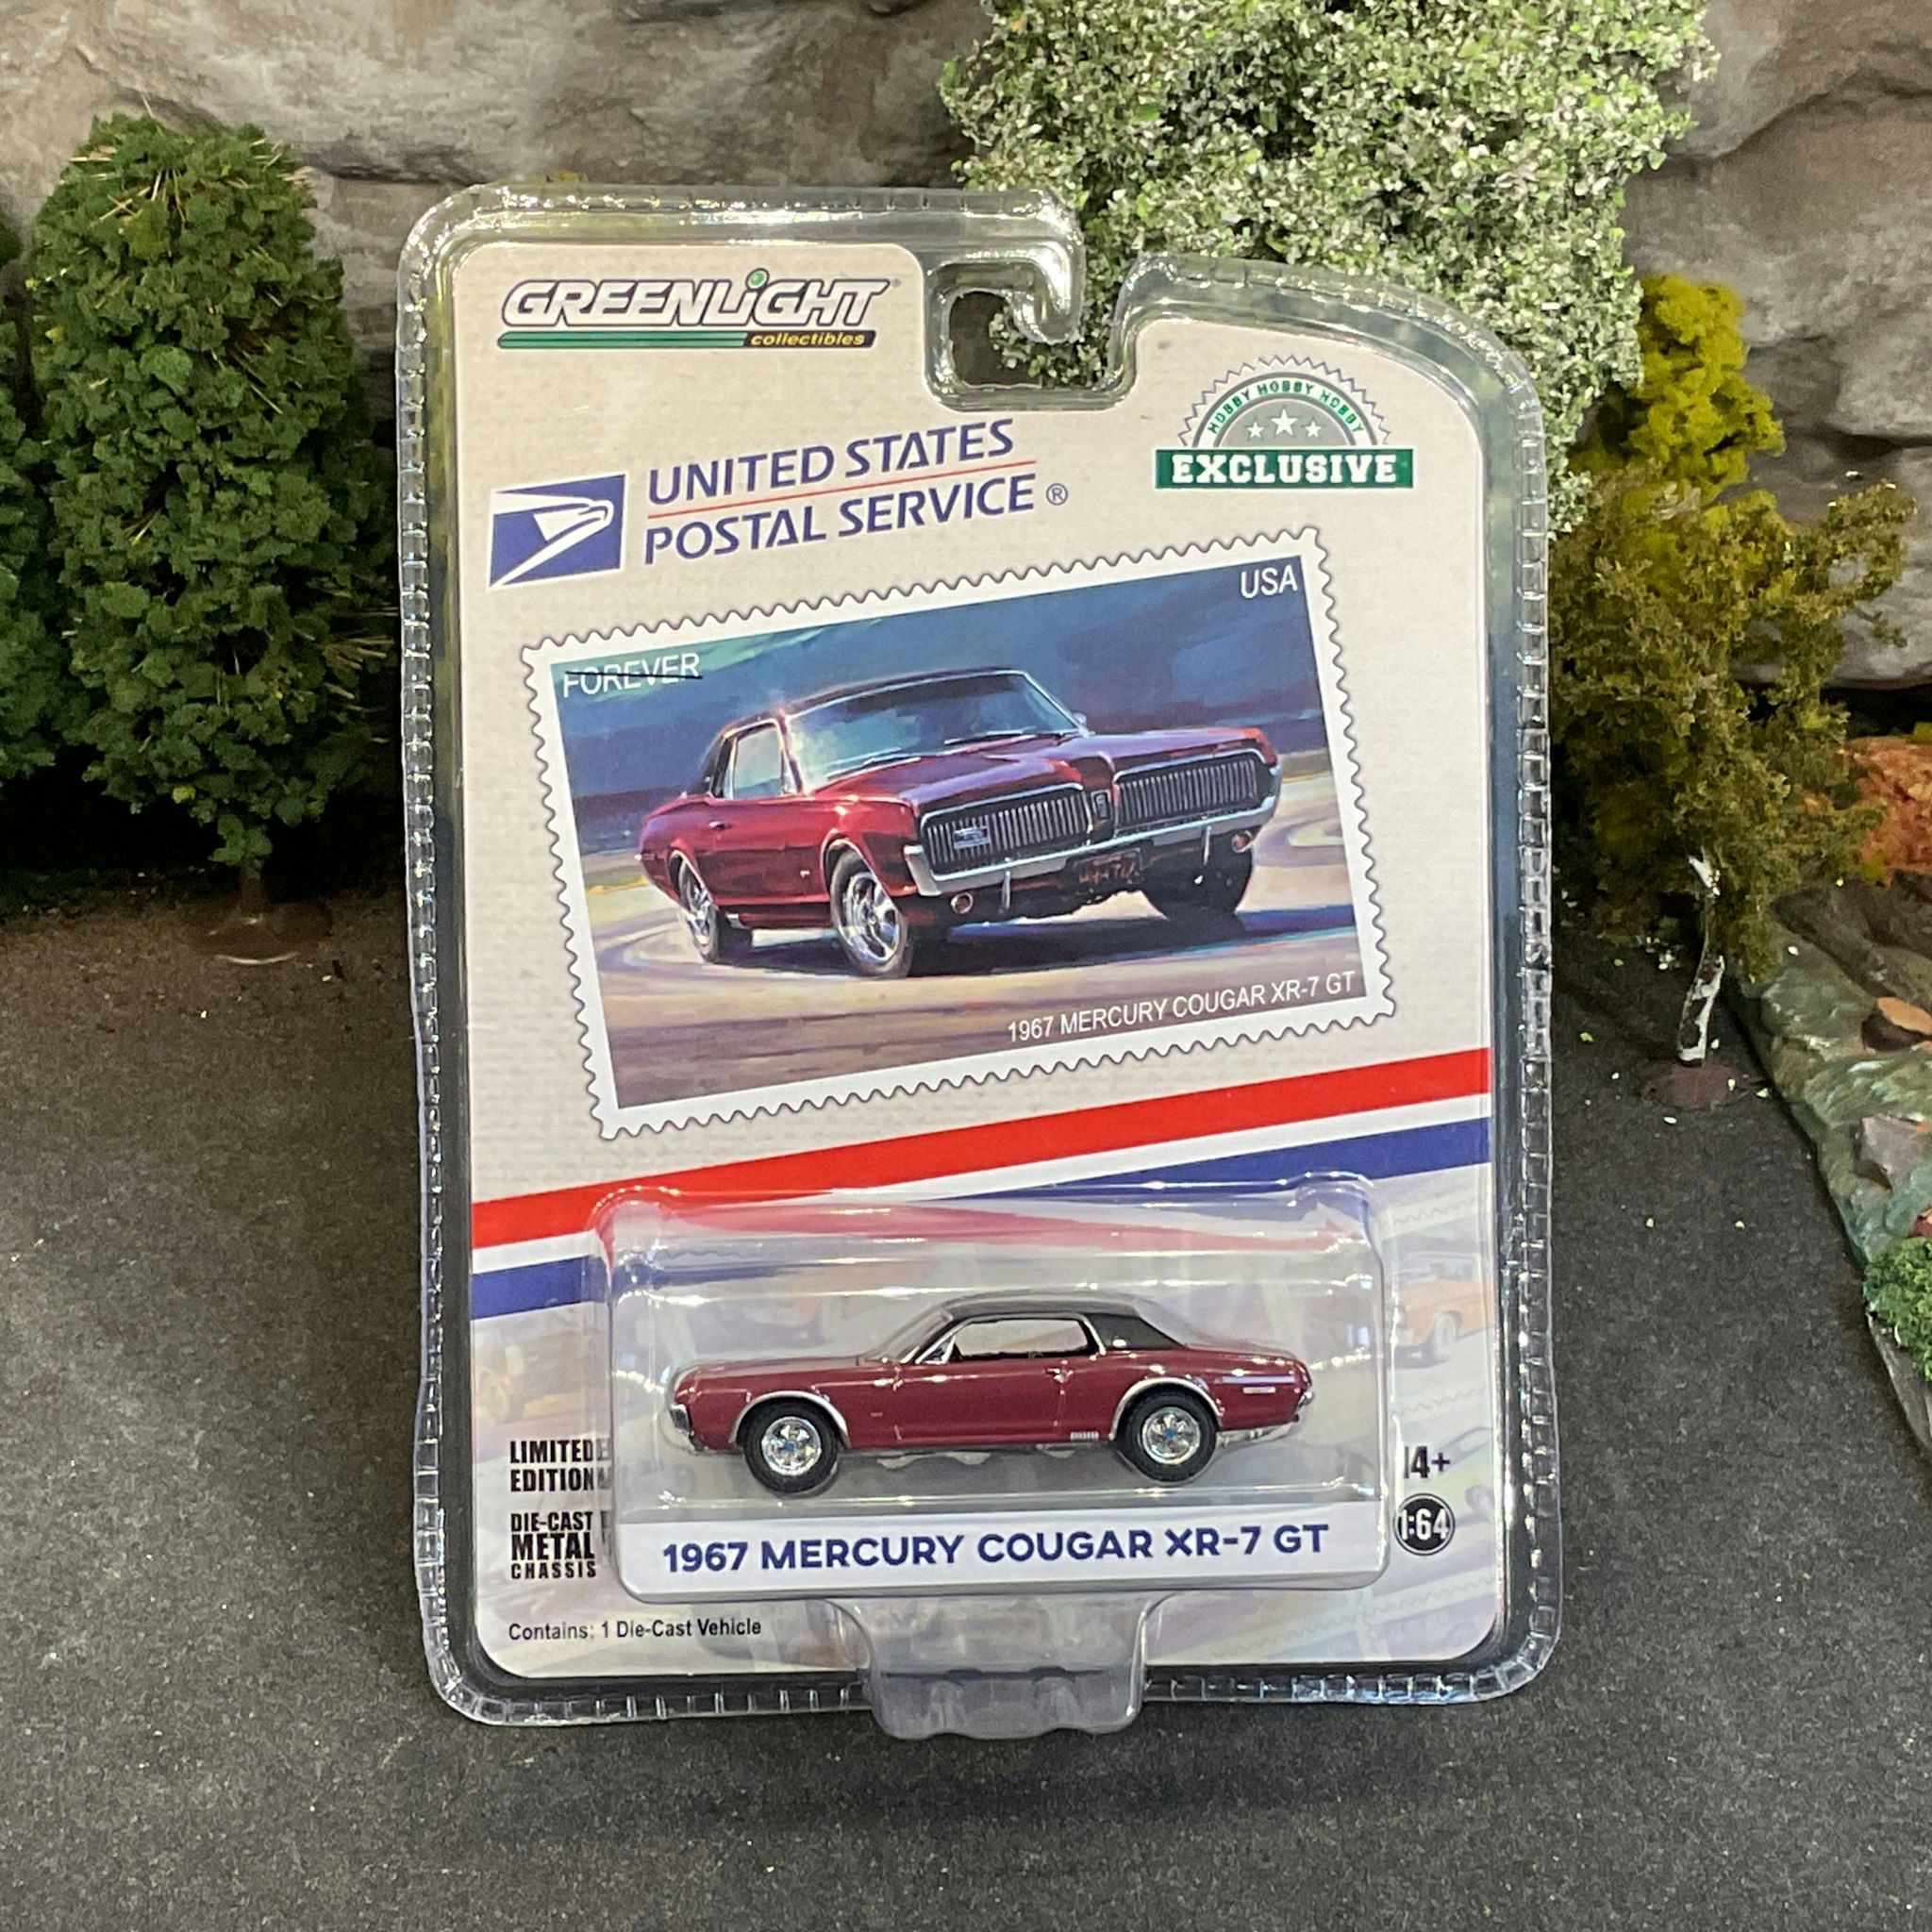 GREENLIGHT®
collectibles
HOBBY HOBBY HOBBY
EXCLUSIVE
UNITED STATES
POSTAL SERVICE®
USA
FOREVER
1967 MERCURY COUGAR XR-7 GT
LIMITED
EDITION
DIE-CAST
METAL
CHASSIS
14+
1:64
1967 MERCURY COUGAR XR-7 GT
Contains: 1 Die-Cast Vehicle